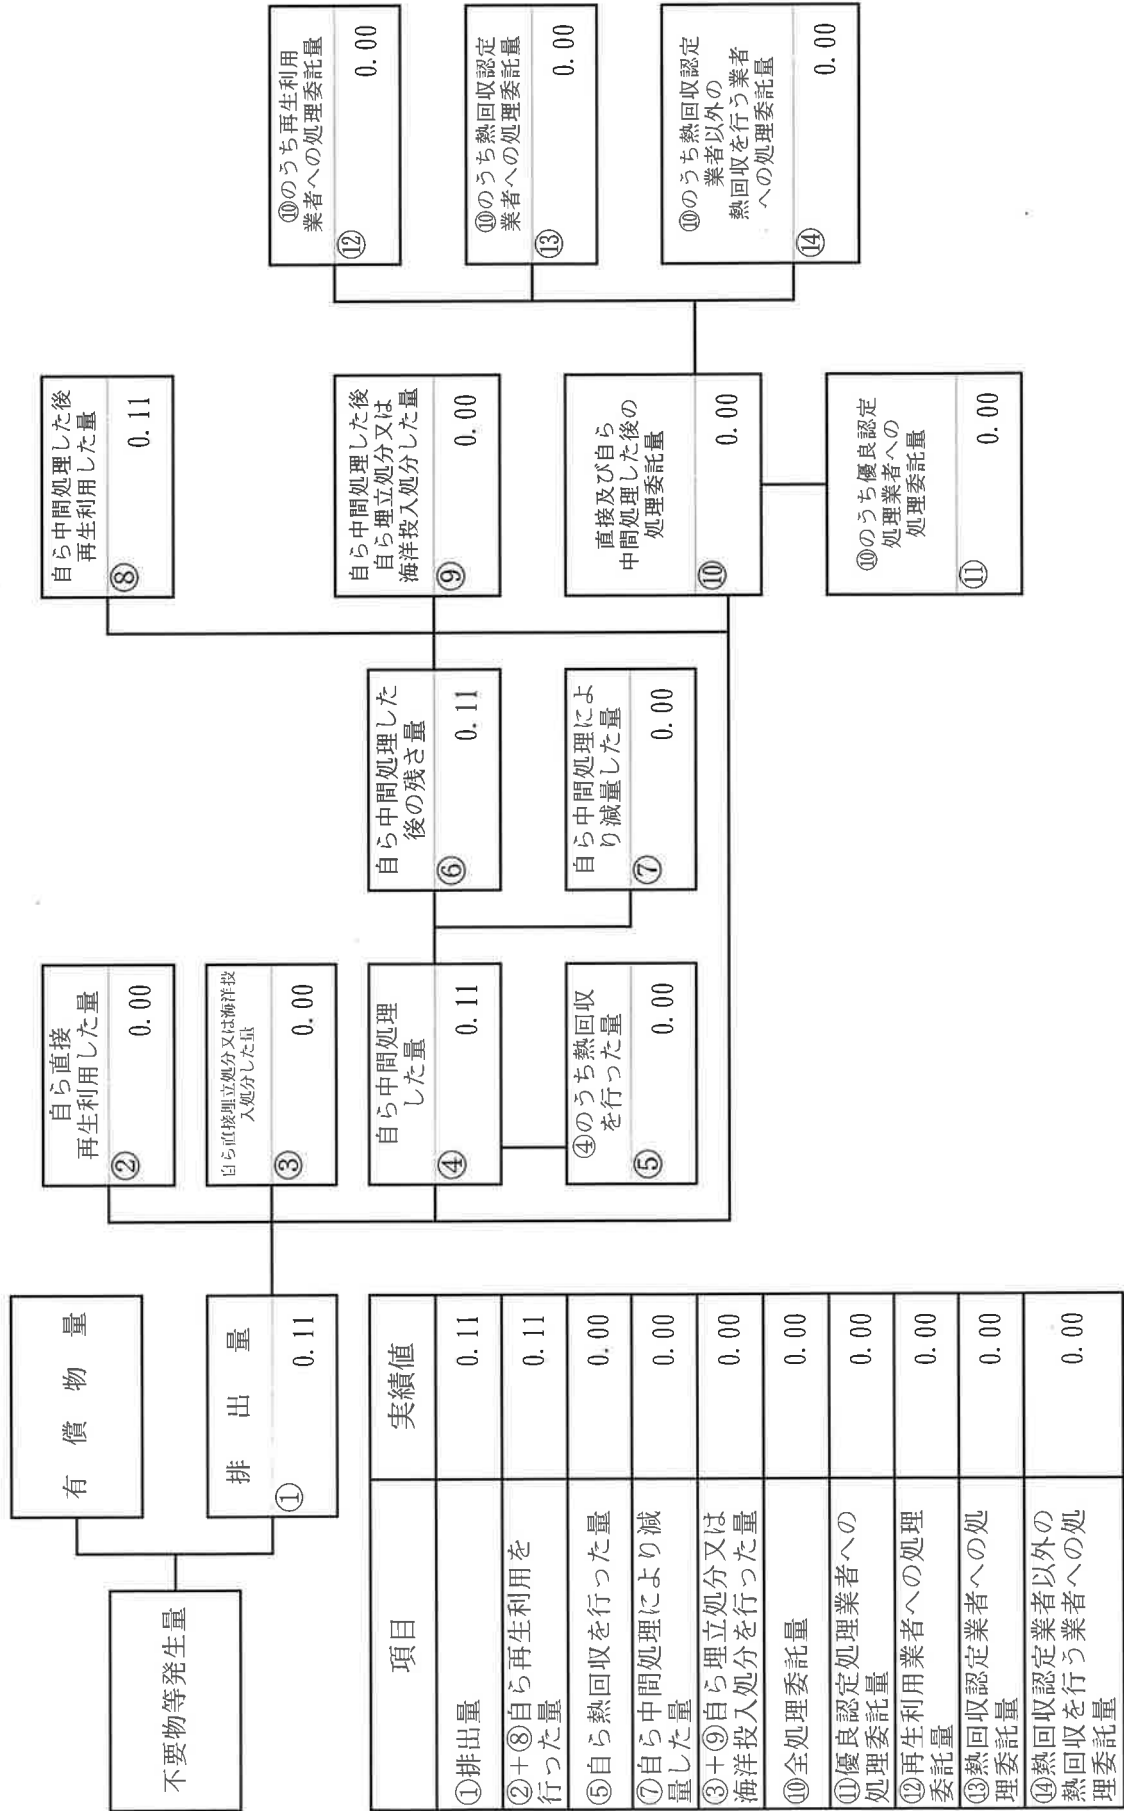 不要物等発生量
有償物量
排出量
①
0.11
自ら直接
再生利用した量
②
0.00
自ら直接埋立処分又は海洋投
入処分した量
③
0.00
自ら中間処理
した量
④
0.11
④のうち熱回収
を行った量
⑤
0.00
自ら中間処理した
後の残さ量
⑥
0.11
自ら中間処理によ
り減量した量
⑦
0.00
自ら中間処理した後
再生利用した量
⑧
0.11
自ら中間処理した後
自ら埋立処分又は
海洋投入処分した量
⑨
0.00
直接及び自ら
中間処理した後の
処理委託量
⑩
0.00
⑩のうち優良認定
処理業者への
処理委託量
⑪
0.00
⑩のうち再生利用
業者への処理委託量
⑫
0.00
⑩のうち熱回収認定
業者への処理委託量
⑬
0.00
⑩のうち熱回収認定
業者以外の
熱回収を行う業者
への処理委託量
⑭
0.00
項目 実績値
①排出量 0.11
②+⑧自ら再生利用を
行った量 0.11
⑤自ら熱回収を行った量 0.00
⑦自ら中間処理により減
量した量 0.00
③+⑨自ら埋立処分又は
海洋投入処分を行った量 0.00
⑩全処理委託量 0.00
⑪優良認定処理業者への
処理委託量 0.00
⑫再生利用業者への処理
委託量 0.00
⑬熱回収認定業者への処
理委託量 0.00
⑭熱回収認定業者以外の
熱回収を行う業者への処
理委託量 0.00